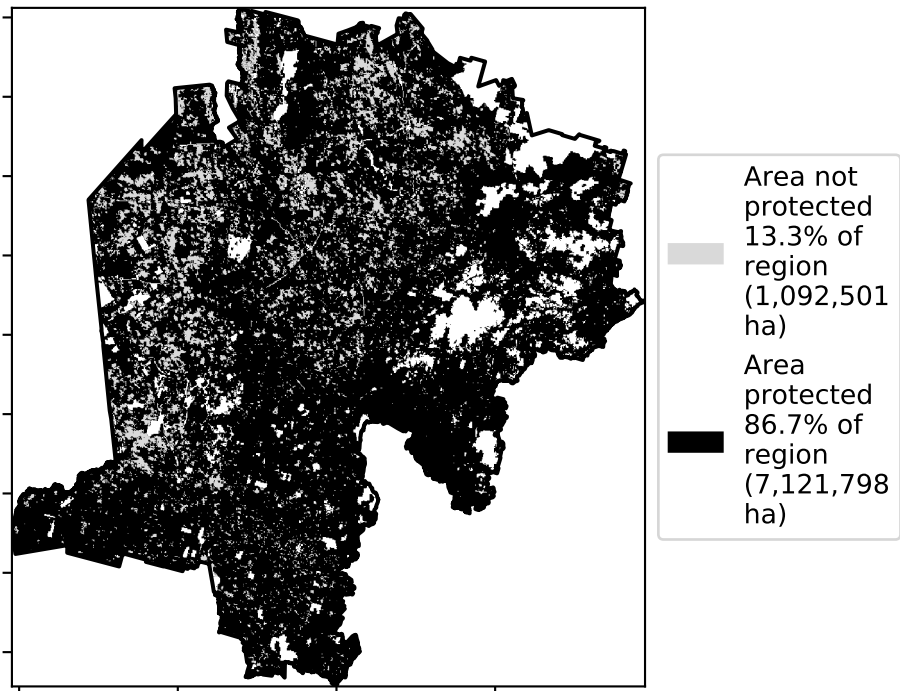 Area not
protected
13.3% of
region
(1,092,501
ha)
Area
protected
86.7% of
region
(7,121,798
ha)